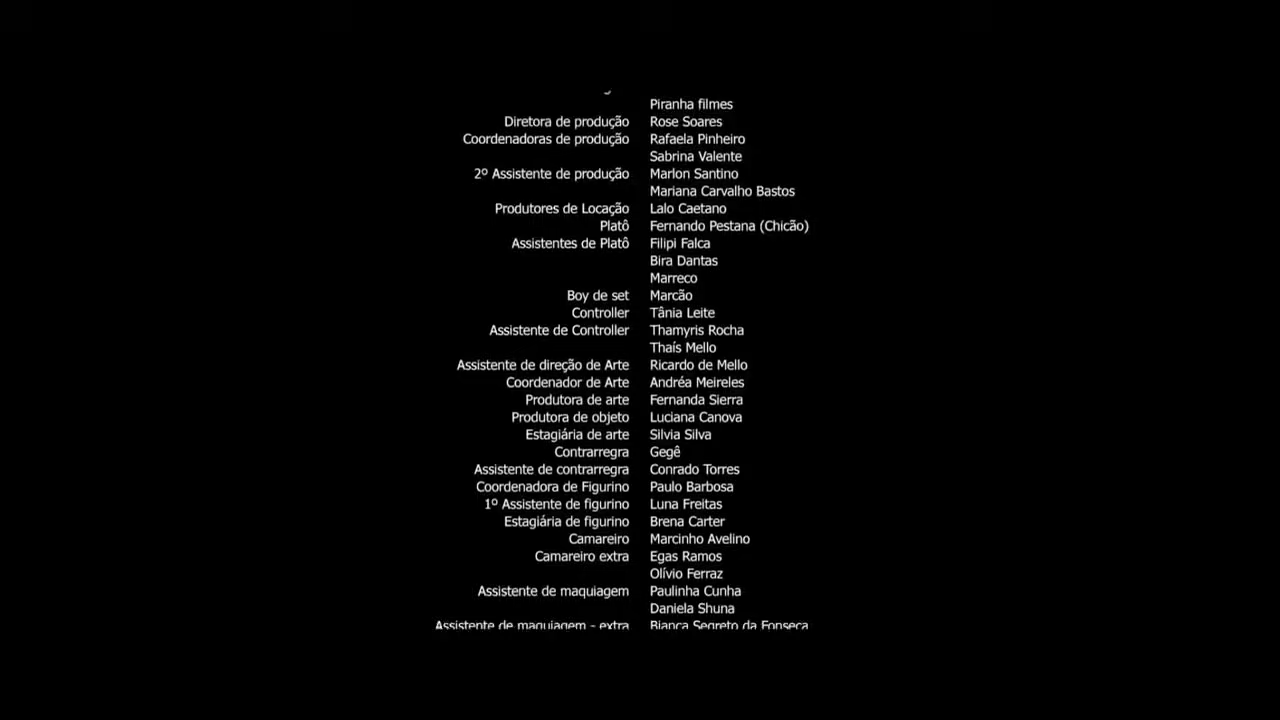 Piranha filmes
Diretora de produção Rose Soares
Coordenadoras de produção Rafaela Pinheiro
Sabrina Valente
2º Assistente de produção Marlon Santino
Mariana Carvalho Bastos
Produtores de Locação Lalo Caetano
Platô Fernando Pestana (Chicão)
Assistentes de Platô Filipi Falca
Bira Dantas
Marreco
Boy de set Marcão
Controller Tânia Leite
Assistente de Controller Thamyris Rocha
Thaís Mello
Assistente de direção de Arte Ricardo de Mello
Coordenador de Arte Andréa Meireles
Produtora de arte Fernanda Sierra
Produtora de objeto Luciana Canova
Estagiária de arte Silvia Silva
Contrarregra Gegê
Assistente de contrarregra Conrado Torres
Coordenadora de Figurino Paulo Barbosa
1º Assistente de figurino Luna Freitas
Estagiária de figurino Brena Carter
Camareiro Marcinho Avelino
Camareiro extra Egas Ramos
Olívio Ferraz
Assistente de maquiagem Paulinha Cunha
Daniela Shuna
Assistente de maquiagem - extra Bianca Segreto da Fonseca